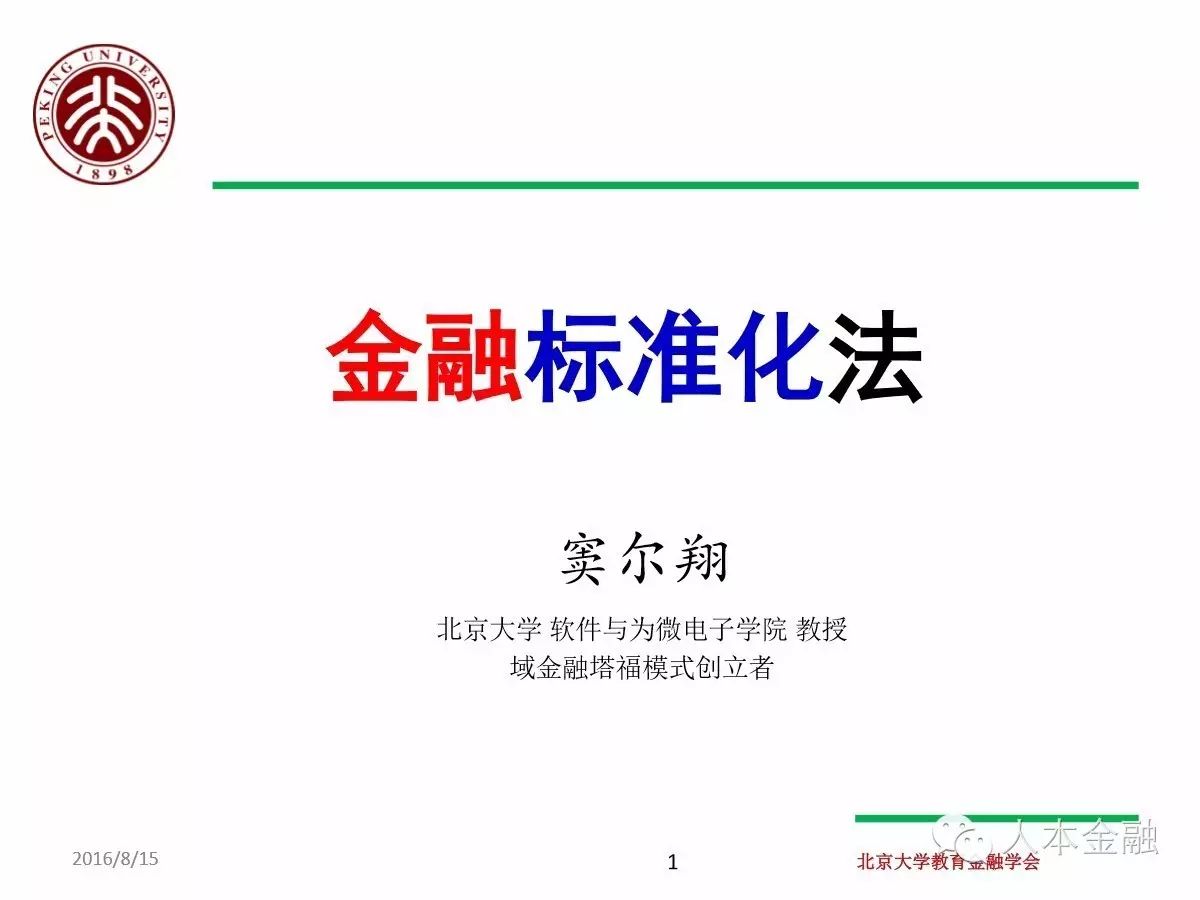 PEKING UNIVERSITY
1898
金融标准化法
窦尔翔
北京大学 软件与为微电子学院 教授
域金融塔福模式创立者
人本金融
2016/8/15
1
北京大学教育金融学会